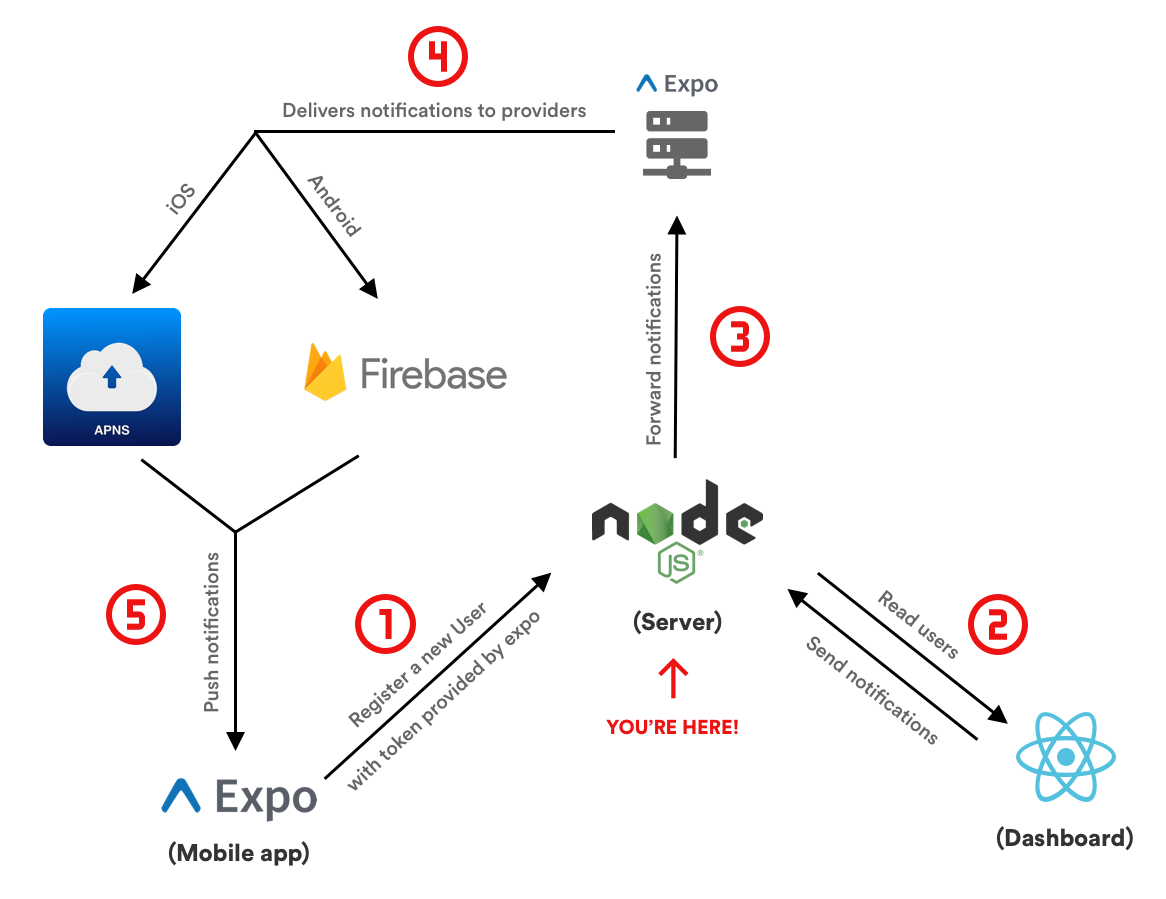 4
Delivers notifications to providers
Expo
iOS
Android
APNS
Firebase
Forward notifications
3
node
JS®
(Server)
YOU'RE HERE!
Read users
2
Send notifications
(Dashboard)
5
Push notifications
1
Register a new User
with token provided by expo
Expo
(Mobile app)